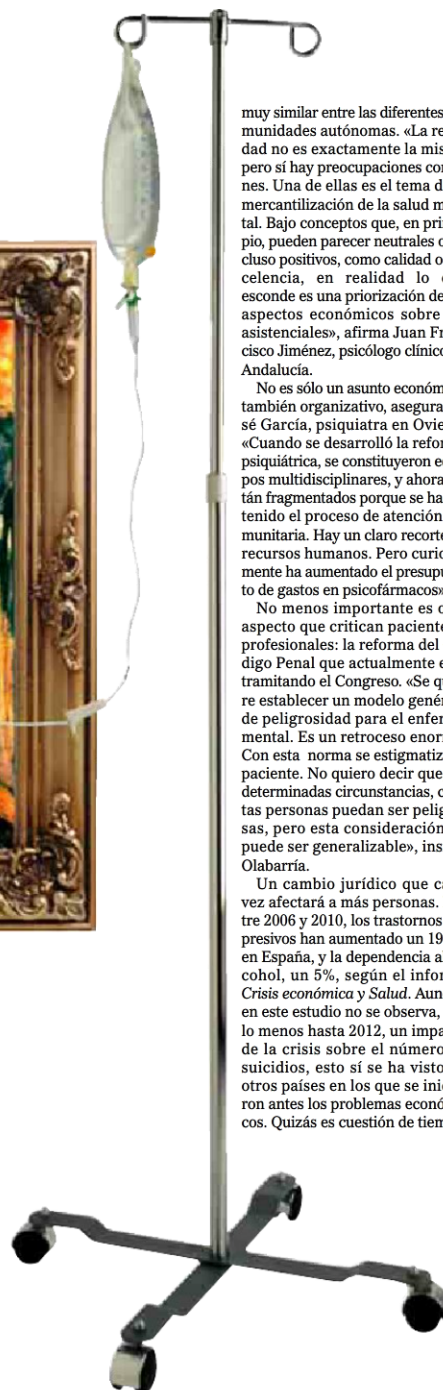 muy similar entre las diferentes
munidades autónomas. «La re
dad no es exactamente la mis
pero sí hay preocupaciones con
nes. Una de ellas es el tema d
mercantilización de la salud m
tal. Bajo conceptos que, en prin
pio, pueden parecer neutrales o
cluso positivos, como calidad o
celencia, en realidad lo
esconde es una priorización de
aspectos económicos sobre
asistenciales», afirma Juan Fr
cisco Jiménez, psicólogo clínico
Andalucía.
No es sólo un asunto económ
también organizativo, asegura
sé García, psiquiatra en Ovie
«Cuando se desarrolló la refor
psiquiátrica, se constituyeron e
pos multidisciplinares, y ahora
tán fragmentados porque se ha
tenido el proceso de atención
munitaria. Hay un claro recorte
recursos humanos. Pero curio
mente ha aumentado el presupu
to de gastos en psicofármacos»
No menos importante es o
aspecto que critican paciente
profesionales: la reforma del
digo Penal que actualmente e
tramitando el Congreso. «Se qu
re establecer un modelo genér
de peligrosidad para el enfer
mental. Es un retroceso enor
Con esta norma se estigmatiz
paciente. No quiero decir que
determinadas circunstancias, c
tas personas puedan ser pelig
sas, pero esta consideración
puede ser generalizable», ins
Olabarría.
Un cambio jurídico que ca
vez afectará a más personas.
tre 2006 y 2010, los trastornos
presivos han aumentado un 19
en España, y la dependencia al
cohol, un 5%, según el infor
Crisis económica y Salud. Aun
en este estudio no se observa,
lo menos hasta 2012, un impa
de la crisis sobre el número
suicidios, esto sí se ha visto
otros países en los que se inic
ron antes los problemas econó
cos. Quizás es cuestión de tiem